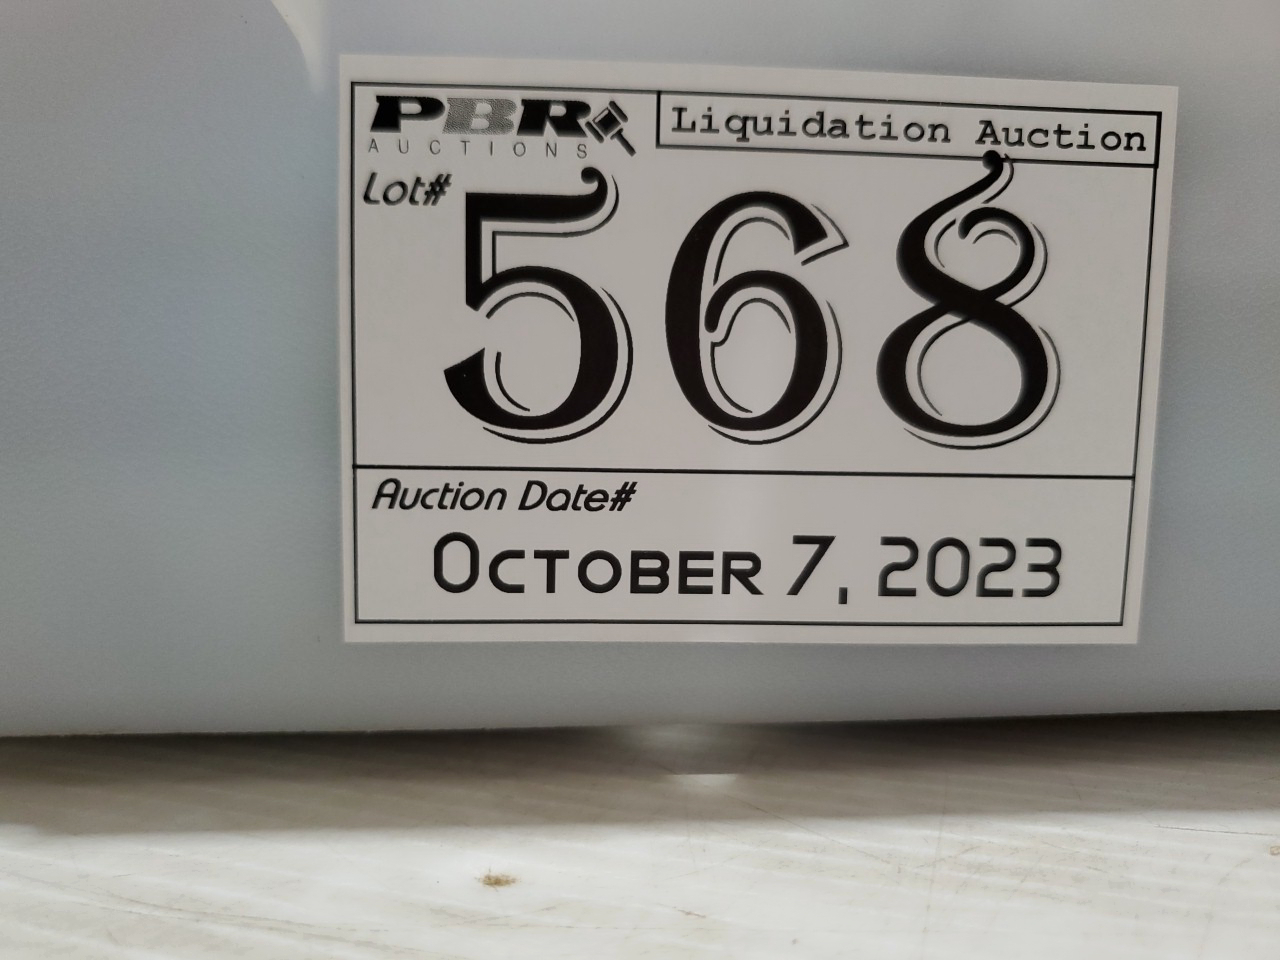 PBR
AUCTIONS
Liquidation Auction
Lot#
568
Auction Date#
October 7, 2023